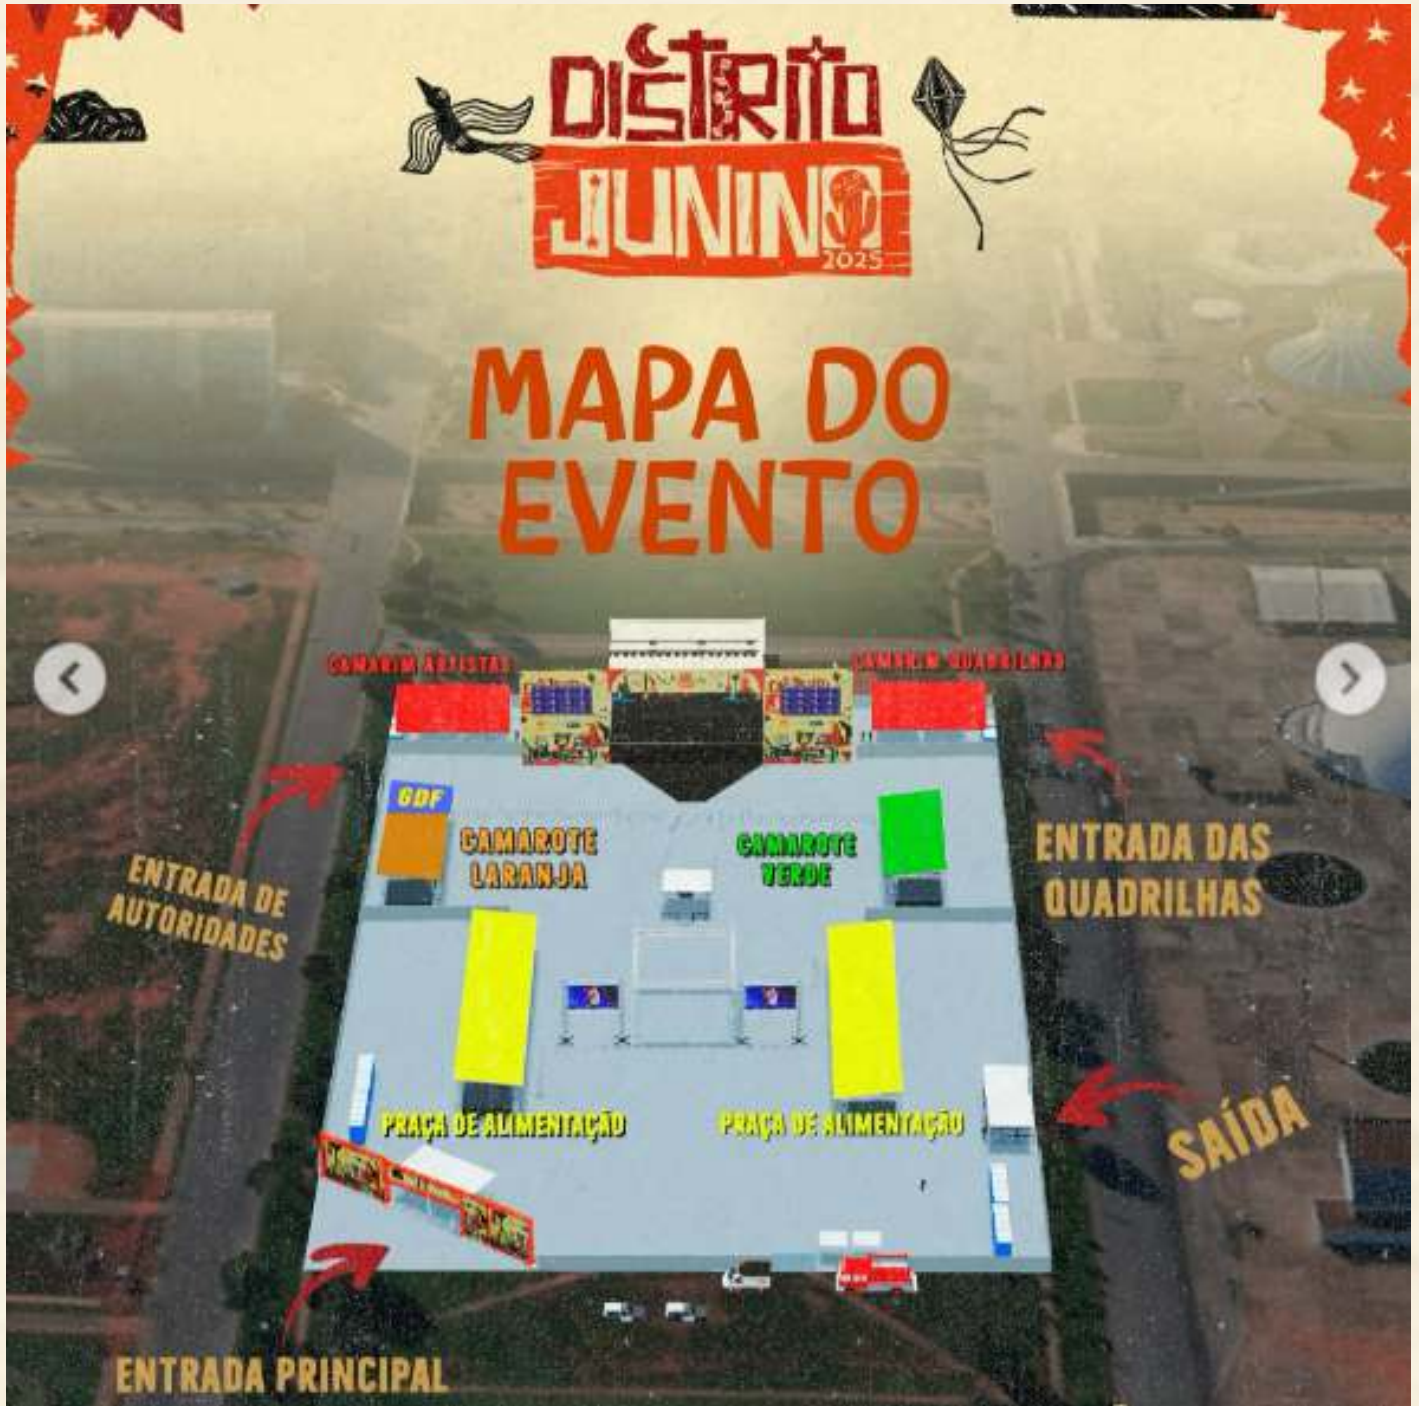 DISTRITO
JUNINO
2025
MAPA DO
EVENTO
CAMARIM ARTISTAS
CAMARIM QUADRILHAS
GDF
CAMAROTE
LARANJA
CAMAROTE
VERDE
ENTRADA DE
AUTORIDADES
ENTRADA DAS
QUADRILHAS
PRAÇA DE ALIMENTAÇÃO
PRAÇA DE ALIMENTAÇÃO
SAÍDA
ENTRADA PRINCIPAL